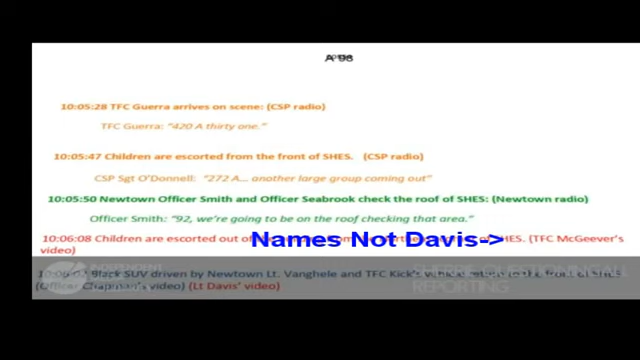 A 98
10:05:28 TFC Guerra arrives on scene: (CSP radio)
TFC Guerra: "420 A thirty one."
10:05:47 Children are escorted from the front of SHES. (CSP radio)
CSP Sgt O'Donnell: "272 A... another large group coming out"
10:05:50 Newtown Officer Smith and Officer Seabrook check the roof of SHES: (Newtown radio)
Officer Smith: "92, we're going to be on the roof checking that area."
Names Not Davis->
10:06:08 Children are escorted out of SHES. (TFC McGeever's
video)
Black SUV driven by Newtown Lt. Vanghele and TFC Kick's
SHERRIE QUESTIONING ALL
(Officer Chapman's video) (Lt Davis' video)
REPORTING